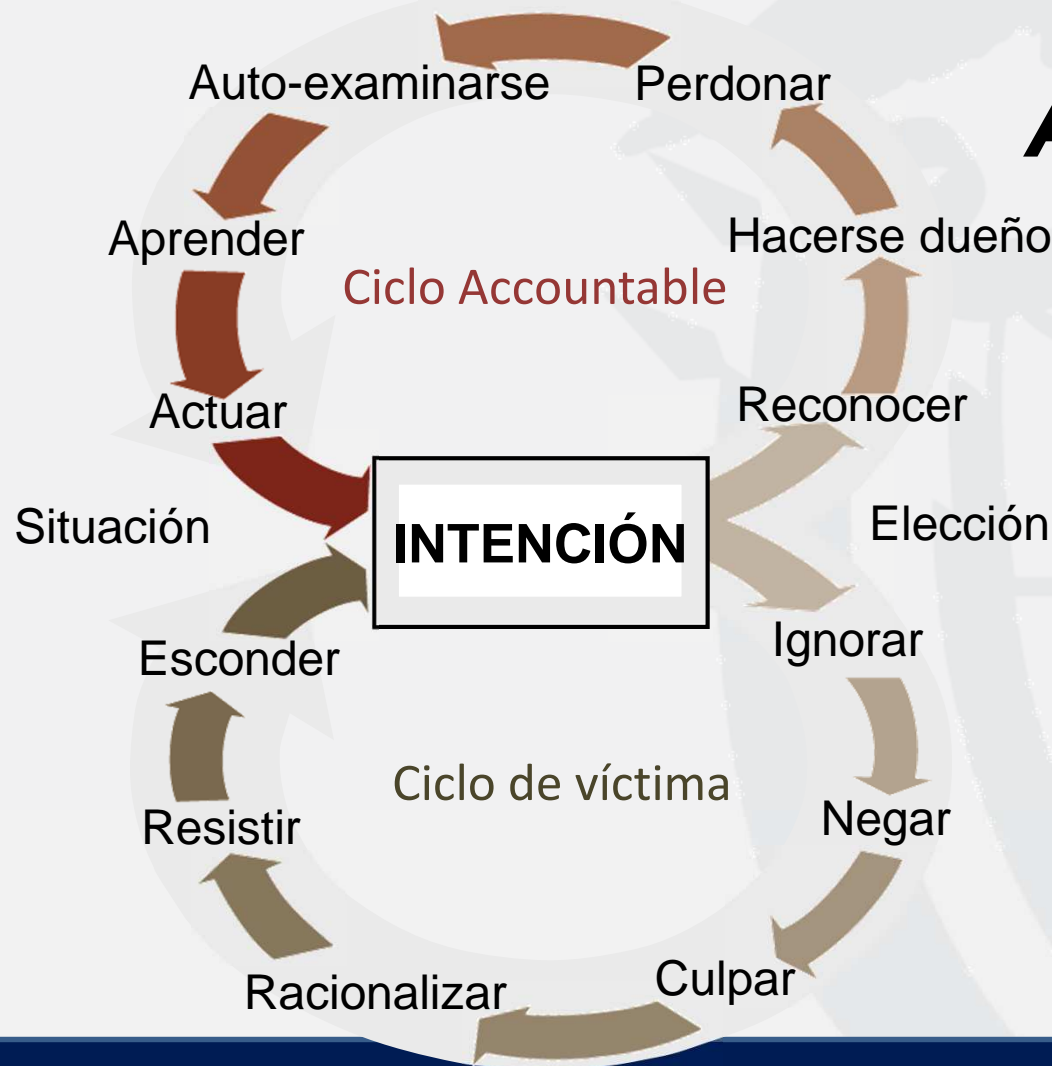 Auto-examinarse
Perdonar
A
Aprender
Hacerse dueño
Ciclo Accountable
Actuar
Reconocer
Situación
INTENCIÓN
Elección
Esconder
Ignorar
Ciclo de víctima
Resistir
Negar
Racionalizar
Culpar